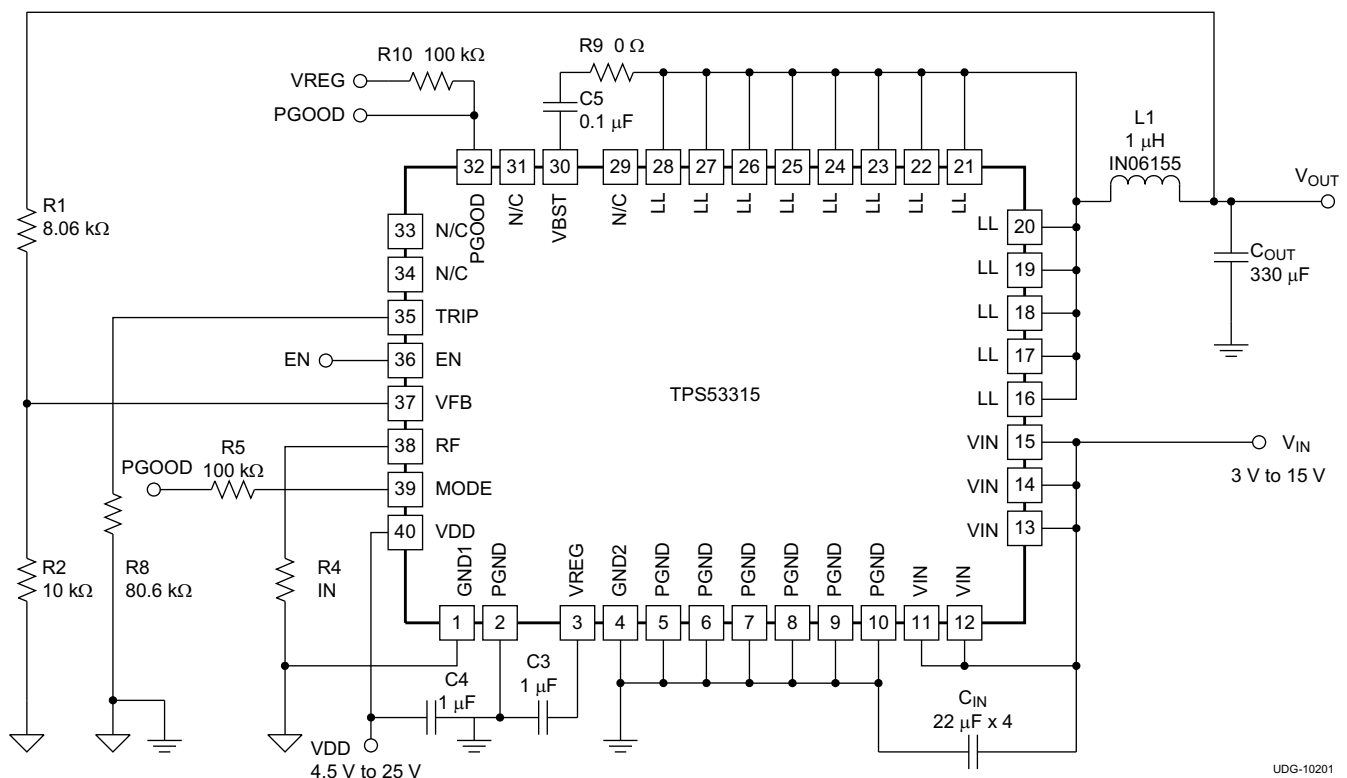 R10 100 kΩ
R9 0 Ω
VREG
C5
0.1 μF
PGOOD
L1
1 μH
IN06155
VOUT
32 31 30 29 28 27 26 25 24 23 22 21
PGOOD N/C VBST N/C LL LL LL LL LL LL LL LL
R1
8.06 kΩ
33 N/C
LL 20
COUT
330 μF
34 N/C
LL 19
35 TRIP
LL 18
EN
36 EN
LL 17
TPS53315
37 VFB
LL 16
38 RF
VIN 15
VIN
3 V to 15 V
PGOOD
R5
100 kΩ
39 MODE
VIN 14
40 VDD
VIN 13
R2
10 kΩ
R8
80.6 kΩ
R4
IN
GND1 PGND VREG GND2 PGND PGND PGND PGND PGND PGND VIN VIN
1 2 3 4 5 6 7 8 9 10 11 12
C4
1 μF
C3
1 μF
CIN
22 μF x 4
VDD
4.5 V to 25 V
UDG-10201